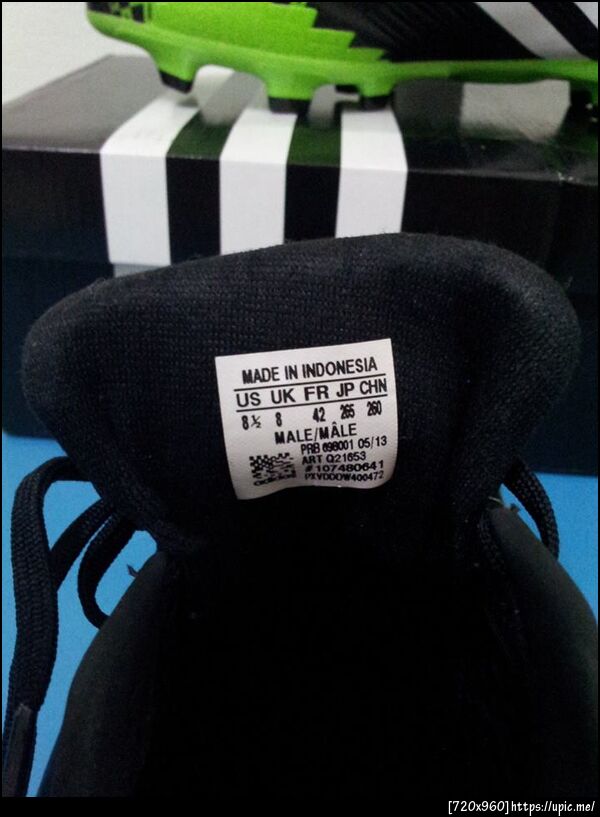 MADE IN INDONESIA
US UK FR JP CHN
8½ 8 42 265 260
MALE/MÂLE
PRB 698001 05/13
ART Q21653
#107480641
PXVDDDW400472
[720x960]https://upic.me/